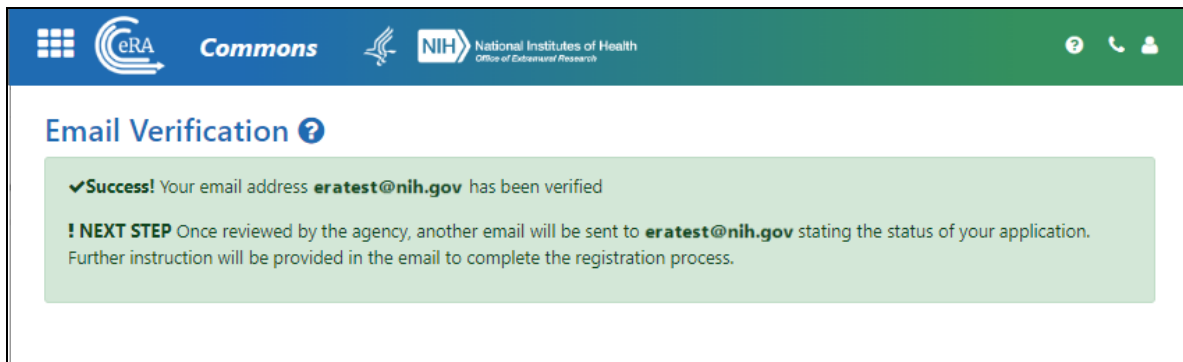 eRA Commons NIH National Institutes of Health
Office of Extramural Research
Email Verification ?
✔Success! Your email address eratest@nih.gov has been verified
! NEXT STEP Once reviewed by the agency, another email will be sent to eratest@nih.gov stating the status of your application.
Further instruction will be provided in the email to complete the registration process.